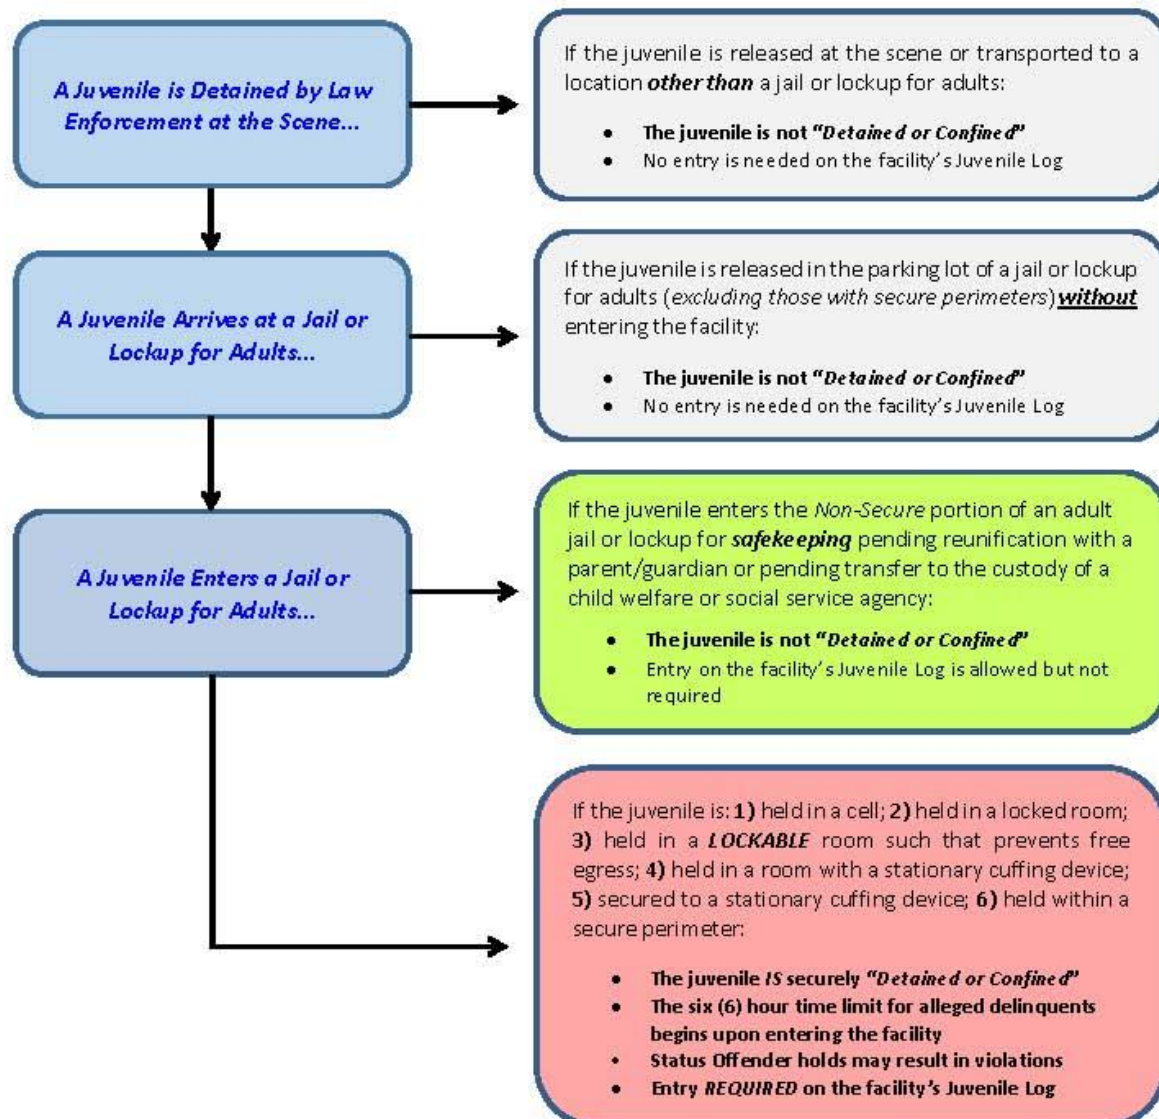 A Juvenile is Detained by Law
Enforcement at the Scene...
If the juvenile is released at the scene or transported to a
location other than a jail or lockup for adults:
• The juvenile is not “Detained or Confined”
• No entry is needed on the facility’s Juvenile Log
A Juvenile Arrives at a Jail or
Lockup for Adults...
If the juvenile is released in the parking lot of a jail or lockup
for adults (excluding those with secure perimeters) without
entering the facility:
• The juvenile is not “Detained or Confined”
• No entry is needed on the facility’s Juvenile Log
A Juvenile Enters a Jail or
Lockup for Adults...
If the juvenile enters the Non-Secure portion of an adult
jail or lockup for safekeeping pending reunification with a
parent/guardian or pending transfer to the custody of a
child welfare or social service agency:
• The juvenile is not “Detained or Confined”
• Entry on the facility’s Juvenile Log is allowed but not
required
If the juvenile is: 1) held in a cell; 2) held in a locked room;
3) held in a LOCKABLE room such that prevents free
egress; 4) held in a room with a stationary cuffing device;
5) secured to a stationary cuffing device; 6) held within a
secure perimeter:
• The juvenile IS securely “Detained or Confined”
• The six (6) hour time limit for alleged delinquents
begins upon entering the facility
• Status Offender holds may result in violations
• Entry REQUIRED on the facility’s Juvenile Log